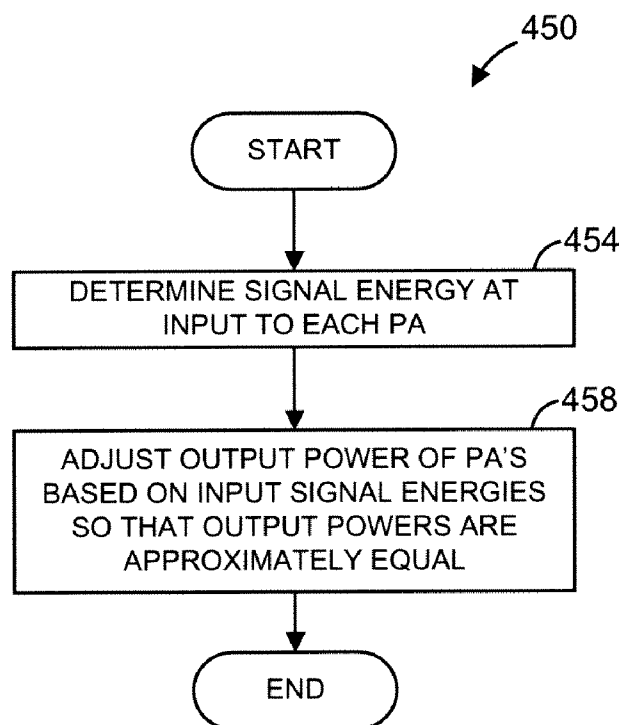 450
START
454
DETERMINE SIGNAL ENERGY AT
INPUT TO EACH PA
458
ADJUST OUTPUT POWER OF PA'S
BASED ON INPUT SIGNAL ENERGIES
SO THAT OUTPUT POWERS ARE
APPROXIMATELY EQUAL
END